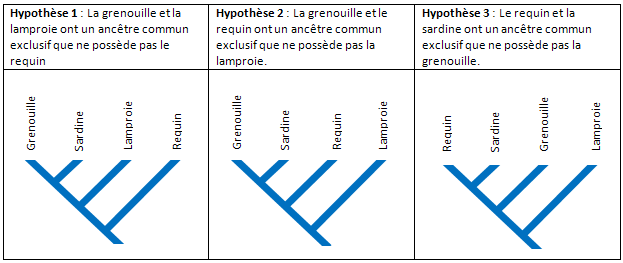 Hypothèse 1 : La grenouille et la
lamproie ont un ancêtre commun
exclusif que ne possède pas le
requin
Hypothèse 2 : La grenouille et le
requin ont un ancêtre commun
exclusif que ne possède pas la
lamproie.
Hypothèse 3 : Le requin et la
sardine ont un ancêtre commun
exclusif que ne possède pas la
grenouille.
Grenouille
Sardine
Lamproie
Requin
Grenouille
Sardine
Requin
Lamproie
Requin
Sardine
Grenouille
Lamproie